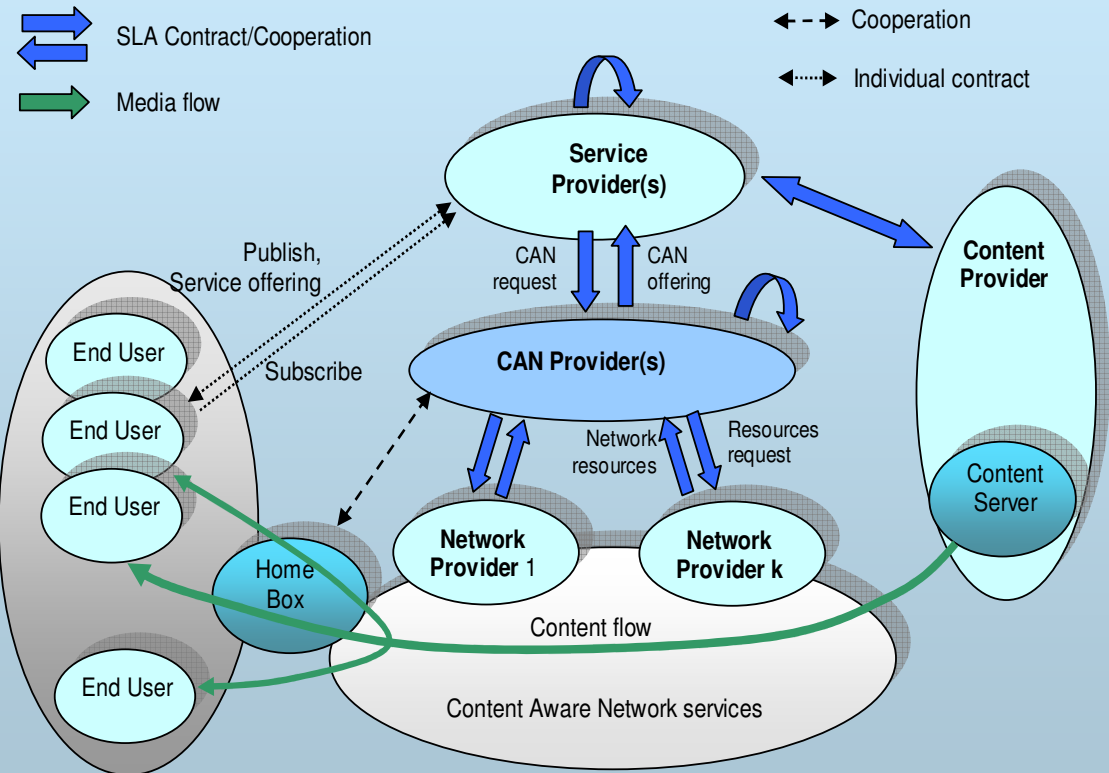 SLA Contract/Cooperation
Media flow
Cooperation
Individual contract
Service
Provider(s)
Publish,
Service offering
Subscribe
CAN
request
CAN
offering
Content
Provider
CAN Provider(s)
End User
End User
End User
End User
Network
resources
Resources
request
Content
Server
Home
Box
Network
Provider 1
Network
Provider k
Content flow
Content Aware Network services